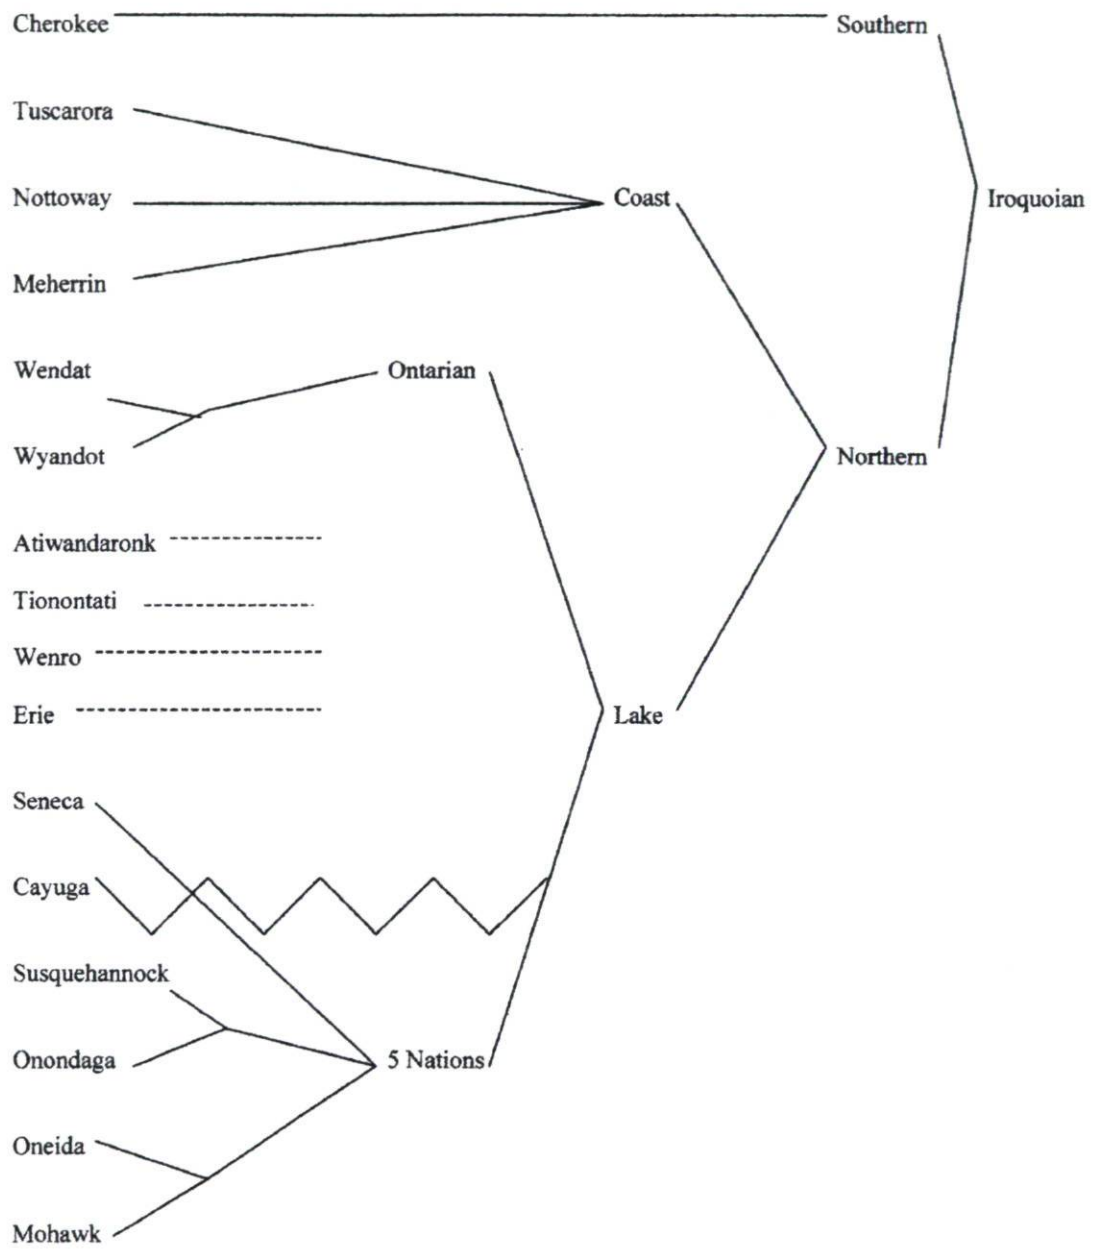 Cherokee
Southern
Tuscarora
Nottoway
Coast
Iroquoian
Meherrin
Wendat
Ontarian
Wyandot
Northern
Atiwandaronk
Tionontati
Wenro
Erie
Lake
Seneca
Cayuga
Susquehannock
Onondaga
5 Nations
Oneida
Mohawk